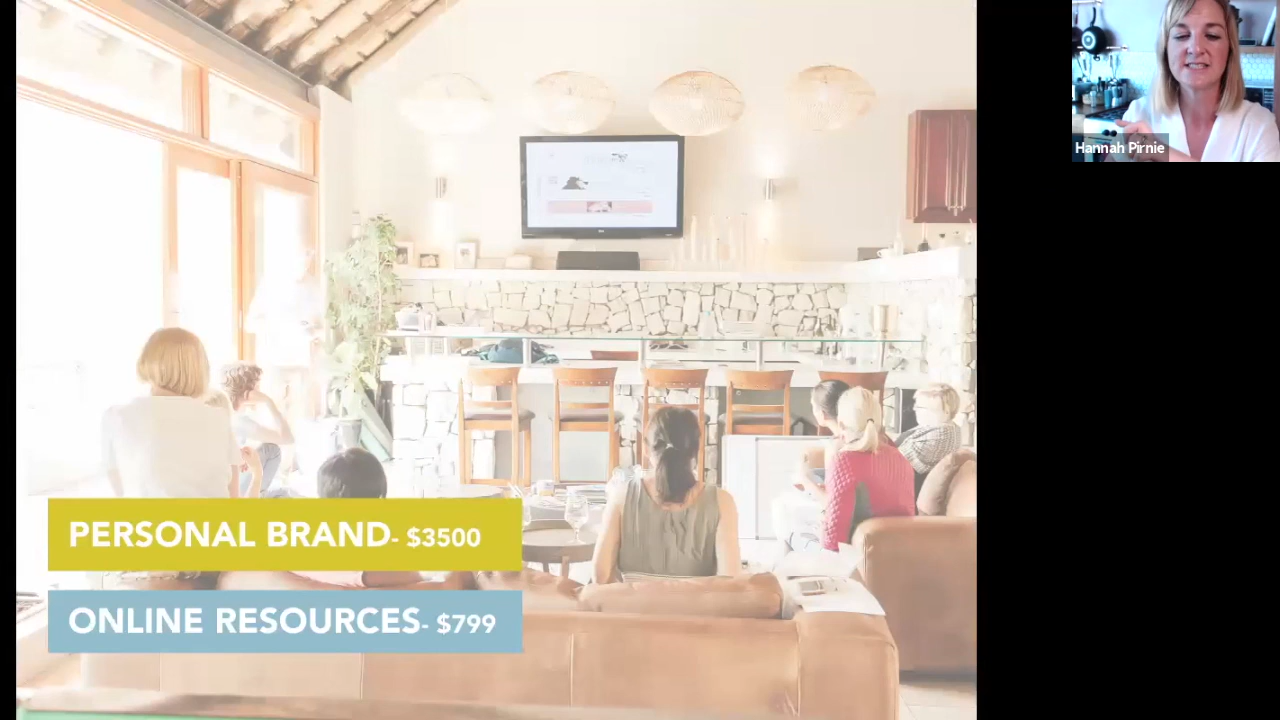 Hannah Pirnie
PERSONAL BRAND- $3500
ONLINE RESOURCES- $799